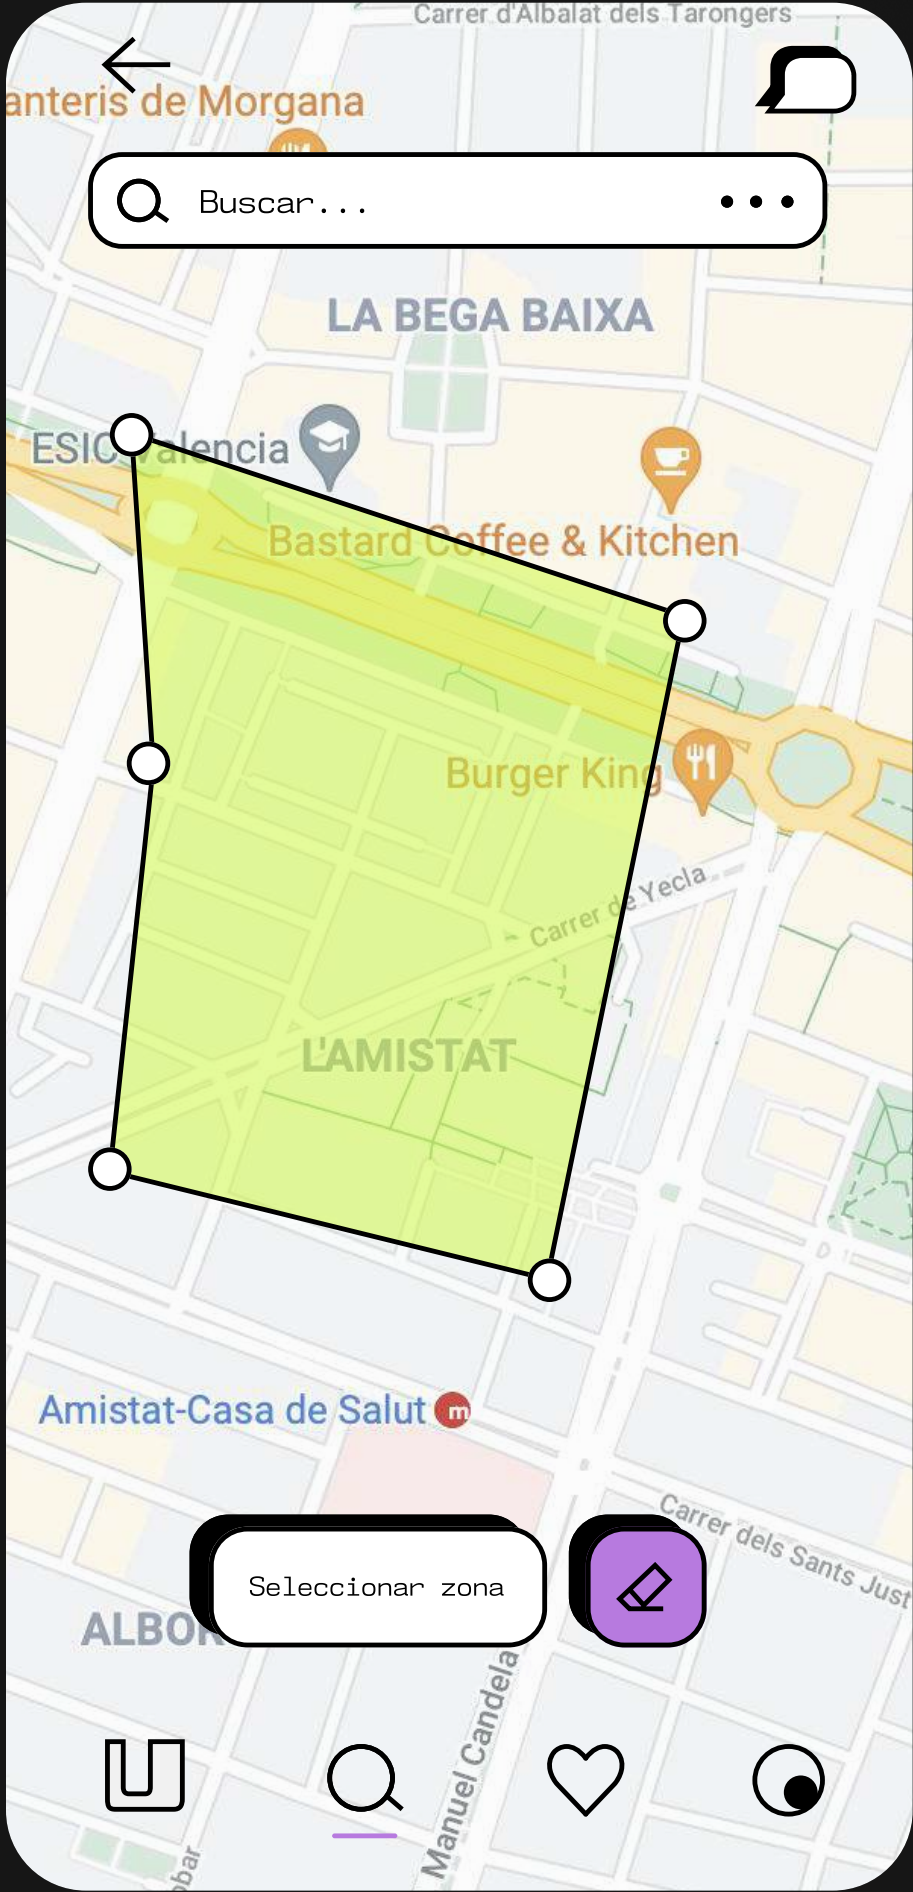 Carrer d'Albalat dels Tarongers
anteris de Morgana
Buscar...
LA BEGA BAIXA
ESIC Valencia
Bastard Coffee & Kitchen
Burger King
Carrer de Yecla
L'AMISTAT
Amistat-Casa de Salut
m
Carrer dels Sants Just
Seleccionar zona
ALBOR
Manuel Candela
obar